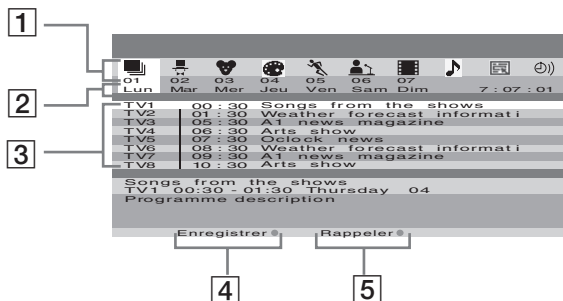 1
01 02 03 04 05 06 07
2
Lun Mar Mer Jeu Ven Sam Dim 7 : 07 : 01
TV1 00 : 30 Songs from the shows
TV2 01 : 30 Weather forecast informati
TV3 05 : 30 A1 news magazine
3
TV4 06 : 30 Arts show
TV5 07 : 30 Oclock news
TV6 08 : 30 Weather forecast informati
TV7 09 : 30 A1 news magazine
TV8 10 : 30 Arts show
Songs from the shows
TV1 00:30 - 01:30 Thursday 04
Programme description
Enregistrer Rappeler
4 5